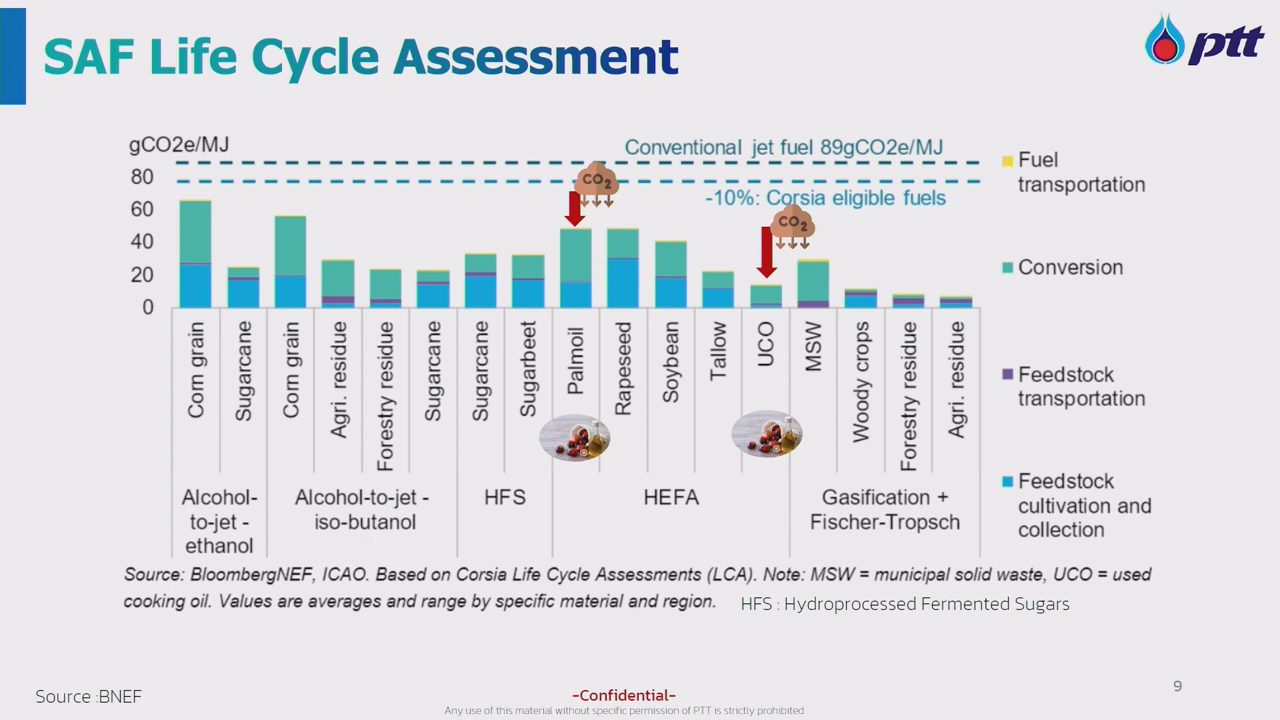 SAF Life Cycle Assessment
ptt
gCO2e/MJ
Conventional jet fuel 89gCO2e/MJ
-10%: Corsia eligible fuels
80
60
40
20
0
CO2
CO2
Fuel
transportation
Conversion
Feedstock
transportation
Feedstock
cultivation and
collection
Corn grain
Sugarcane
Corn grain
Agri. residue
Forestry residue
Sugarcane
Sugarcane
Sugarbeet
Palmoil
Rapeseed
Soybean
Tallow
UCO
MSW
Woody crops
Forestry residue
Agri. residue
Alcohol-
to-jet -
ethanol
Alcohol-to-jet -
iso-butanol
HFS
HEFA
Gasification +
Fischer-Tropsch
Source: BloombergNEF, ICAO. Based on Corsia Life Cycle Assessments (LCA). Note: MSW = municipal solid waste, UCO = used
cooking oil. Values are averages and range by specific material and region.
HFS : Hydroprocessed Fermented Sugars
Source :BNEF
-Confidential-
Any use of this material without specific permission of PTT is strictly prohibited
9